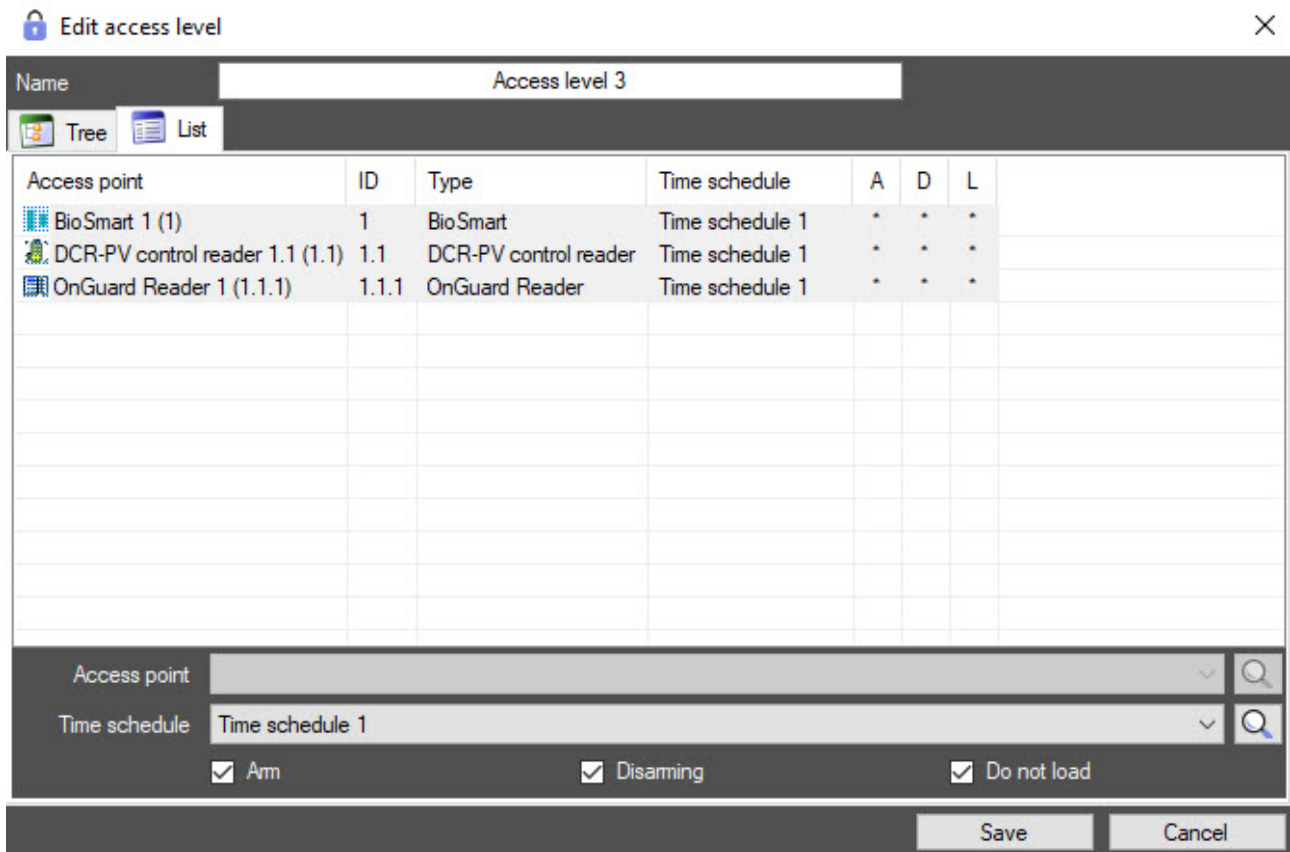 Edit access level
Name Access level 3
Tree List
Access point ID Type Time schedule A D L
BioSmart 1 (1) 1 BioSmart Time schedule 1 * * *
DCR-PV control reader 1.1 (1.1) 1.1 DCR-PV control reader Time schedule 1 * * *
OnGuard Reader 1 (1.1.1) 1.1.1 OnGuard Reader Time schedule 1 * * *
Access point
Time schedule Time schedule 1
Arm Disarming Do not load
Save Cancel